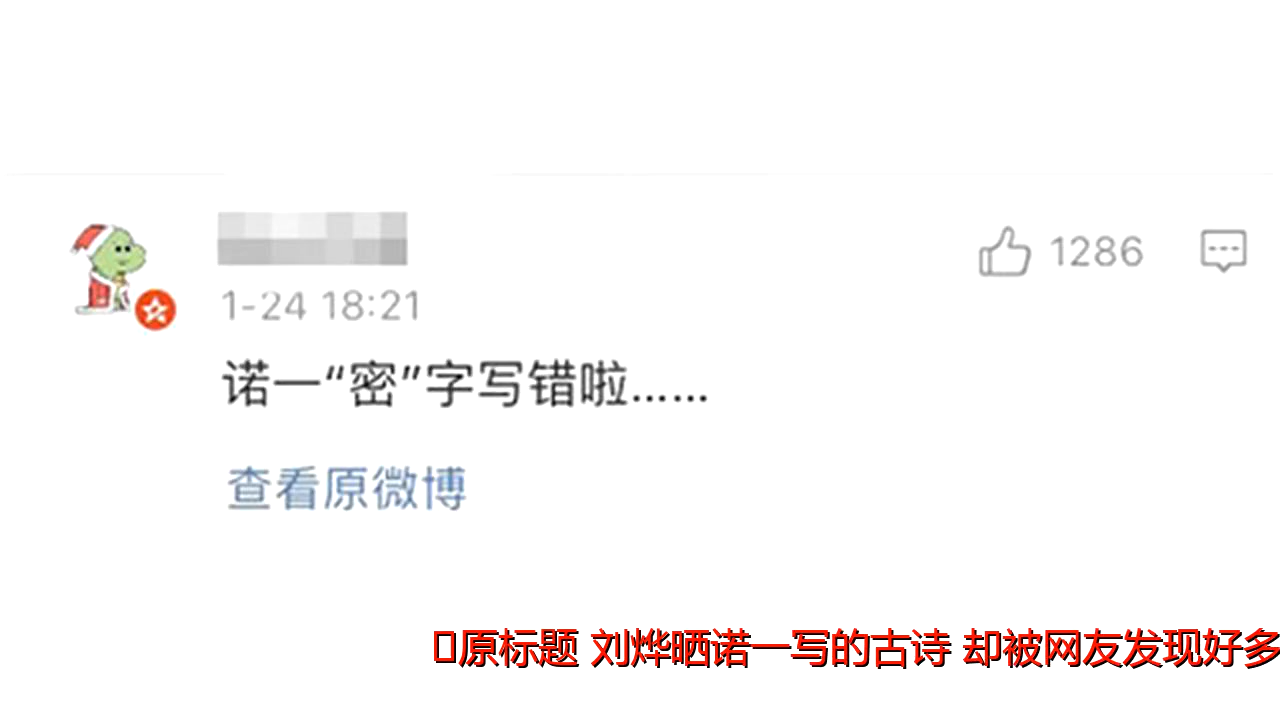 1286
1-24 18:21
诺一“密”字写错啦……
查看原微博
原标题 刘烨晒诺一写的古诗 却被网友发现好多